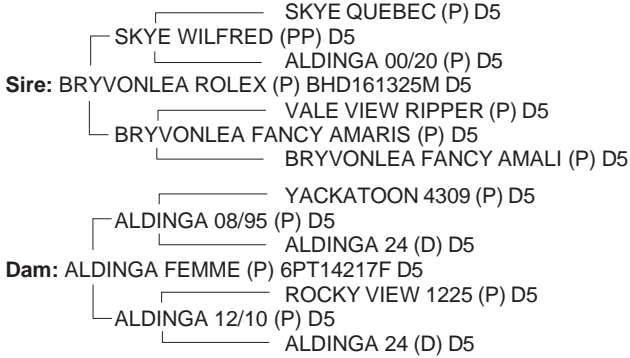 SKYE QUEBEC (P) D5
SKYE WILFRED (PP) D5
ALDINGA 00/20 (P) D5
Sire: BRYVONLEA ROLEX (P) BHD161325M D5
VALE VIEW RIPPER (P) D5
BRYVONLEA FANCY AMARIS (P) D5
BRYVONLEA FANCY AMALI (P) D5
YACKATOON 4309 (P) D5
ALDINGA 08/95 (P) D5
ALDINGA 24 (D) D5
Dam: ALDINGA FEMME (P) 6PT14217F D5
ROCKY VIEW 1225 (P) D5
ALDINGA 12/10 (P) D5
ALDINGA 24 (D) D5